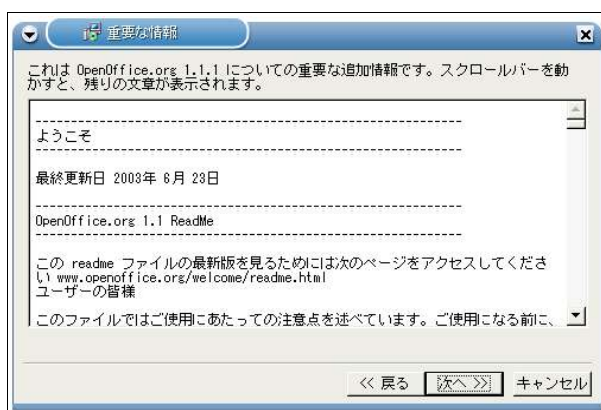 重要な情報
これは OpenOffice.org 1.1.1 についての重要な追加情報です。スクロールバーを動
かすと、残りの文章が表示されます。
------------------------------------------------------------
ようこそ
------------------------------------------------------------
最終更新日 2003年 6月 23日
------------------------------------------------------------
OpenOffice.org 1.1 ReadMe
------------------------------------------------------------
この readme ファイルの最新版を見るためには次のページをアクセスしてくださ
い www.openoffice.org/welcome/readme.html
ユーザーの皆様
このファイルではご使用にあたっての注意点を述べています。ご使用になる前に、
<< 戻る 次へ >> キャンセル